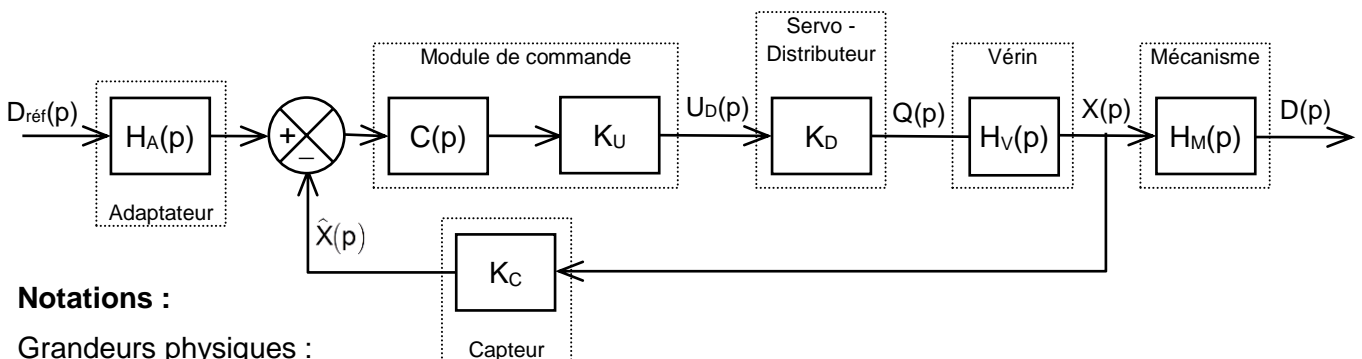 Servo -
Distributeur
Module de commande
Vérin
Mécanisme
Dréf(p)
HA(p)
+
−
C(p)
KU
UD(p)
KD
Q(p)
HV(p)
X(p)
HM(p)
D(p)
Adaptateur
X̂(p)
KC
Capteur
Notations :
Grandeurs physiques :